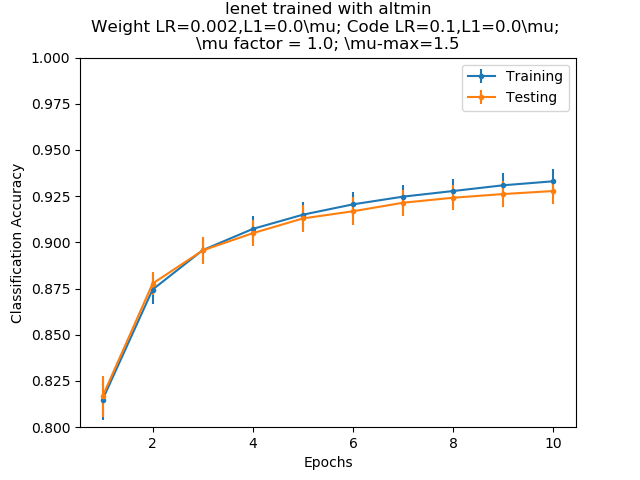 lenet trained with altmin
Weight LR=0.002,L1=0.0\mu; Code LR=0.1,L1=0.0\mu;
\mu factor = 1.0; \mu-max=1.5
1.000
0.975
0.950
0.925
0.900
0.875
0.850
0.825
0.800
Classification Accuracy
Training
Testing
2
4
6
8
10
Epochs